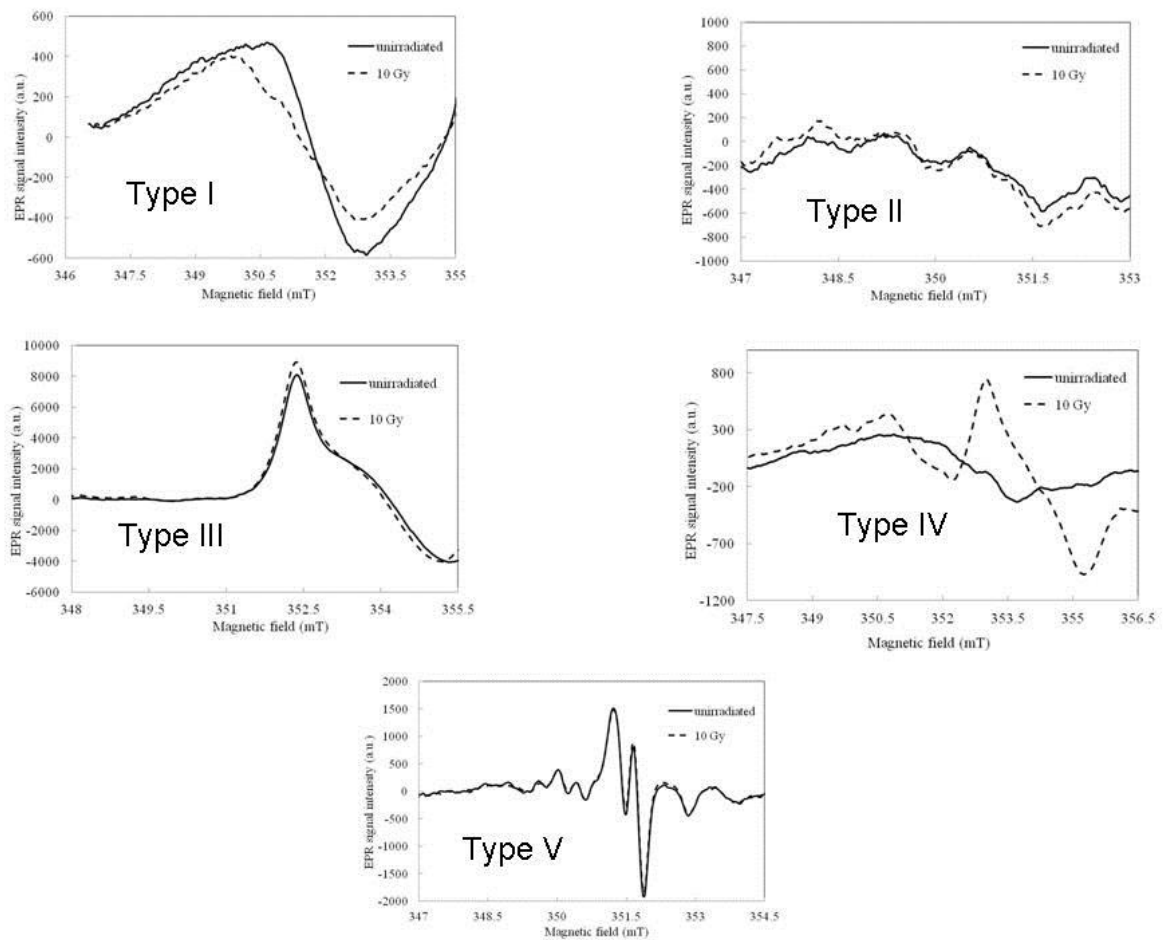 600
400
200
0
-200
-400
-600
EPR signal intensity (a.u.)
unirradiated
10 Gy
Type I
346 347.5 349 350.5 352 353.5 355
Magnetic field (mT)
1000
800
600
400
200
0
-200
-400
-600
-800
-1000
EPR signal intensity (a.u.)
unirradiated
10 Gy
Type II
347 348.5 350 351.5 353
Magnetic field (mT)
10000
8000
6000
4000
2000
0
-2000
-4000
-6000
EPR signal intensity (a.u.)
unirradiated
10 Gy
Type III
348 349.5 351 352.5 354 355.5
Magnetic field (mT)
800
300
-200
-700
-1200
EPR signal intensity (a.u.)
unirradiated
10 Gy
Type IV
347.5 349 350.5 352 353.5 355 356.5
Magnetic field (mT)
2000
1500
1000
500
0
-500
-1000
-1500
-2000
EPR signal intensity (a.u.)
unirradiated
10 Gy
Type V
347 348.5 350 351.5 353 354.5
Magnetic field (mT)